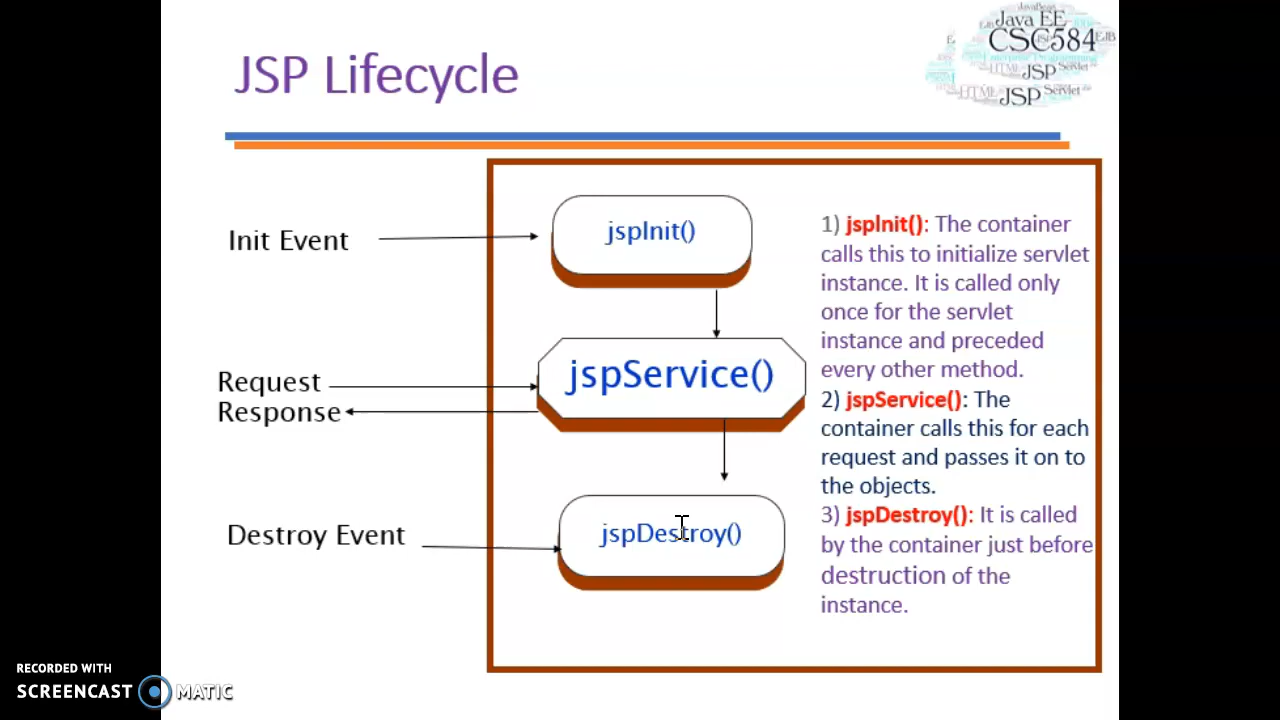 JSP Lifecycle
Java EE
CSC584
JSP
JSP Servlet
Init Event
jspInit()
Request
Response
jspService()
Destroy Event
jspDestroy()
1) jspInit(): The container
calls this to initialize servlet
instance. It is called only
once for the servlet
instance and preceded
every other method.
2) jspService(): The
container calls this for each
request and passes it on to
the objects.
3) jspDestroy(): It is called
by the container just before
destruction of the
instance.
RECORDED WITH
SCREENCAST MATIC